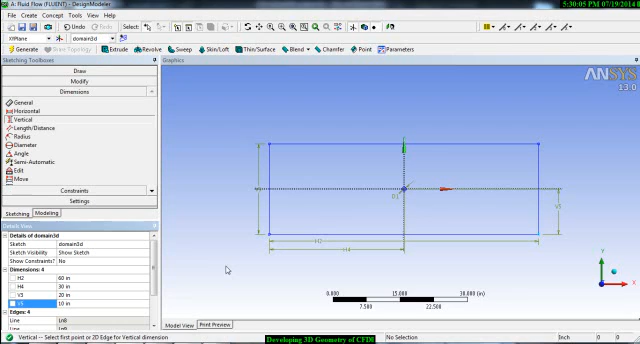 A: Fluid Flow (FLUENT) - DesignModeler
5:30:05 PM 07/19/2014
File Create Concept Tools View Help
Undo Redo Select:
XYPlane domain3d
Generate Share Topology Extrude Revolve Sweep Skin/Loft Thin/Surface Blend Chamfer Point Parameters
Sketching Toolboxes
Draw
Modify
Dimensions
General
Horizontal
Vertical
Length/Distance
Radius
Diameter
Angle
Semi-Automatic
Edit
Move
Constraints
Settings
Sketching Modeling
Details View
Details of domain3d
Sketch domain3d
Sketch Visibility Show Sketch
Show Constraints? No
Dimensions: 4
H2 60 in
H4 30 in
V3 20 in
V5 10 in
Edges: 4
Line Ln8
Line Ln9
Graphics
ANSYS
13.0
D1
V5
H2
H4
0.000 15.000 30.000 (in)
7.500 22.500
Y
X
Model View Print Preview
Vertical -- Select first point or 2D Edge for Vertical dimension
Developing 3D Geometry of CFDI
No Selection
Inch 0 0